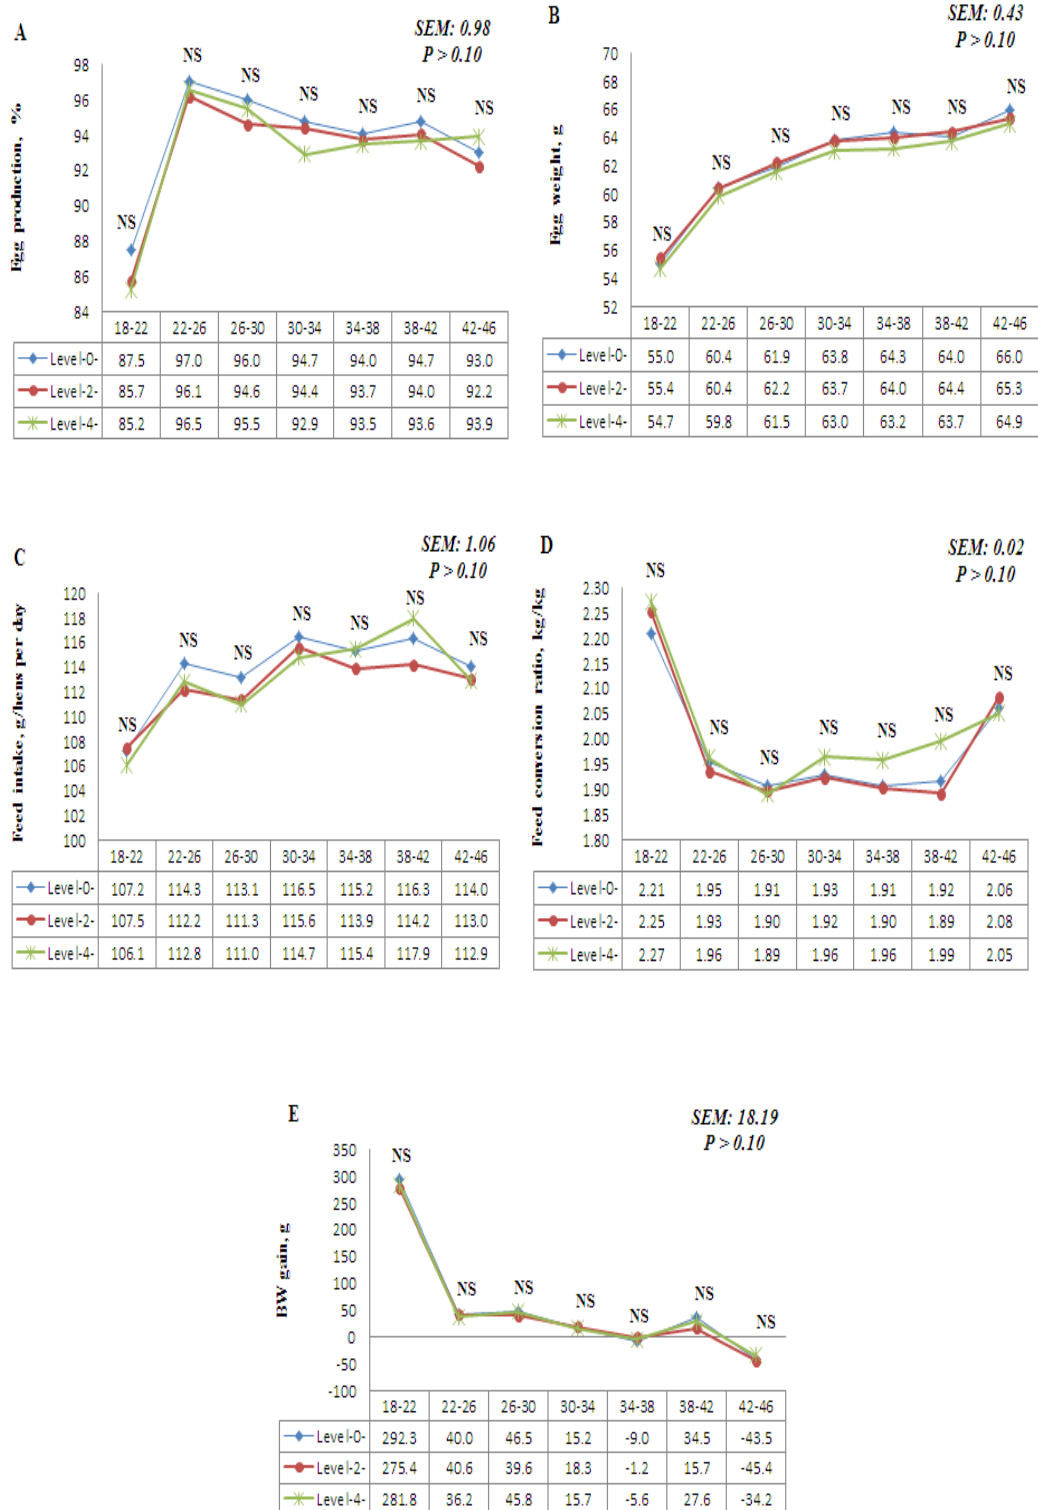 A
SEM: 0.98
P > 0.10
NS NS NS NS NS NS NS
Egg production, %
98
96
94
92
90
88
86
84
18-22 22-26 26-30 30-34 34-38 38-42 42-46
Level-0- 87.5 97.0 96.0 94.7 94.0 94.7 93.0
Level-2- 85.7 96.1 94.6 94.4 93.7 94.0 92.2
Level-4- 85.2 96.5 95.5 92.9 93.5 93.6 93.9
B
SEM: 0.43
P > 0.10
NS NS NS NS NS NS NS
Egg weight, g
70
68
66
64
62
60
58
56
54
52
18-22 22-26 26-30 30-34 34-38 38-42 42-46
Level-0- 55.0 60.4 61.9 63.8 64.3 64.0 66.0
Level-2- 55.4 60.4 62.2 63.7 64.0 64.4 65.3
Level-4- 54.7 59.8 61.5 63.0 63.2 63.7 64.9
C
SEM: 1.06
P > 0.10
NS NS NS NS NS NS NS
Feed intake, g/hens per day
120
118
116
114
112
110
108
106
104
102
100
18-22 22-26 26-30 30-34 34-38 38-42 42-46
Level-0- 107.2 114.3 113.1 116.5 115.2 116.3 114.0
Level-2- 107.5 112.2 111.3 115.6 113.9 114.2 113.0
Level-4- 106.1 112.8 111.0 114.7 115.4 117.9 112.9
D
SEM: 0.02
P > 0.10
NS NS NS NS NS NS NS
Feed conversion ratio, kg/kg
2.30
2.25
2.20
2.15
2.10
2.05
2.00
1.95
1.90
1.85
1.80
18-22 22-26 26-30 30-34 34-38 38-42 42-46
Level-0- 2.21 1.95 1.91 1.93 1.91 1.92 2.06
Level-2- 2.25 1.93 1.90 1.92 1.90 1.89 2.08
Level-4- 2.27 1.96 1.89 1.96 1.96 1.99 2.05
E
SEM: 18.19
P > 0.10
NS NS NS NS NS NS NS
BW gain, g
350
300
250
200
150
100
50
0
-50
-100
18-22 22-26 26-30 30-34 34-38 38-42 42-46
Level-0- 292.3 40.0 46.5 15.2 -9.0 34.5 -43.5
Level-2- 275.4 40.6 39.6 18.3 -1.2 15.7 -45.4
Level-4- 281.8 36.2 45.8 15.7 -5.6 27.6 -34.2